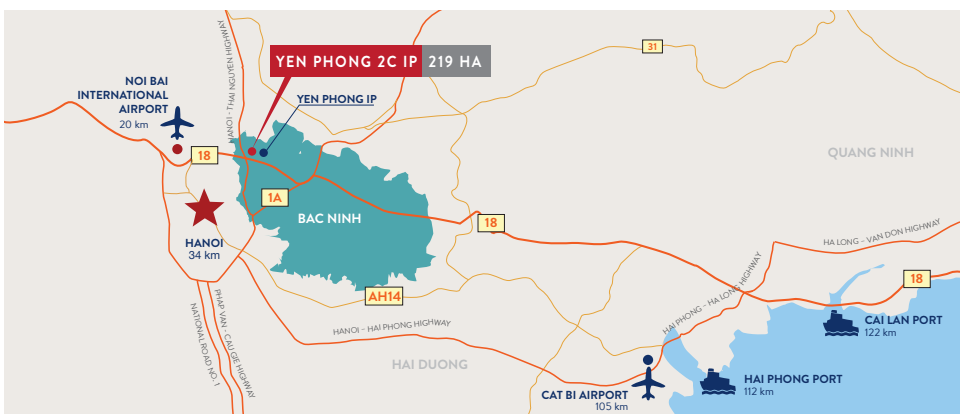 31
HANOI - THAI NGUYEN HIGHWAY
YEN PHONG 2C IP 219 HA
NOI BAI
INTERNATIONAL
AIRPORT
20 km
YEN PHONG IP
18
QUANG NINH
1A
BAC NINH
HANOI
34 km
18
HA LONG - VAN DON HIGHWAY
18
AH14
HAI PHONG - HA LONG HIGHWAY
PHAP VAN - CAU GIE HIGHWAY
NATIONAL ROAD NO. 1
HANOI - HAI PHONG HIGHWAY
CAI LAN PORT
122 km
HAI DUONG
HAI PHONG PORT
112 km
CAT BI AIRPORT
105 km